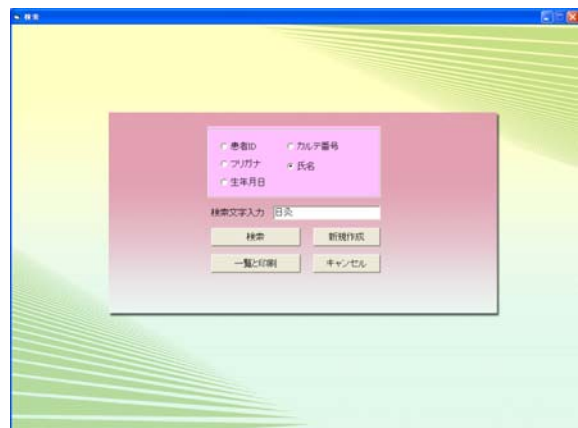 検索
患者ID カルテ番号
フリガナ 氏名
生年月日
検索文字入力 日灸
検索 新規作成
一覧と印刷 キャンセル